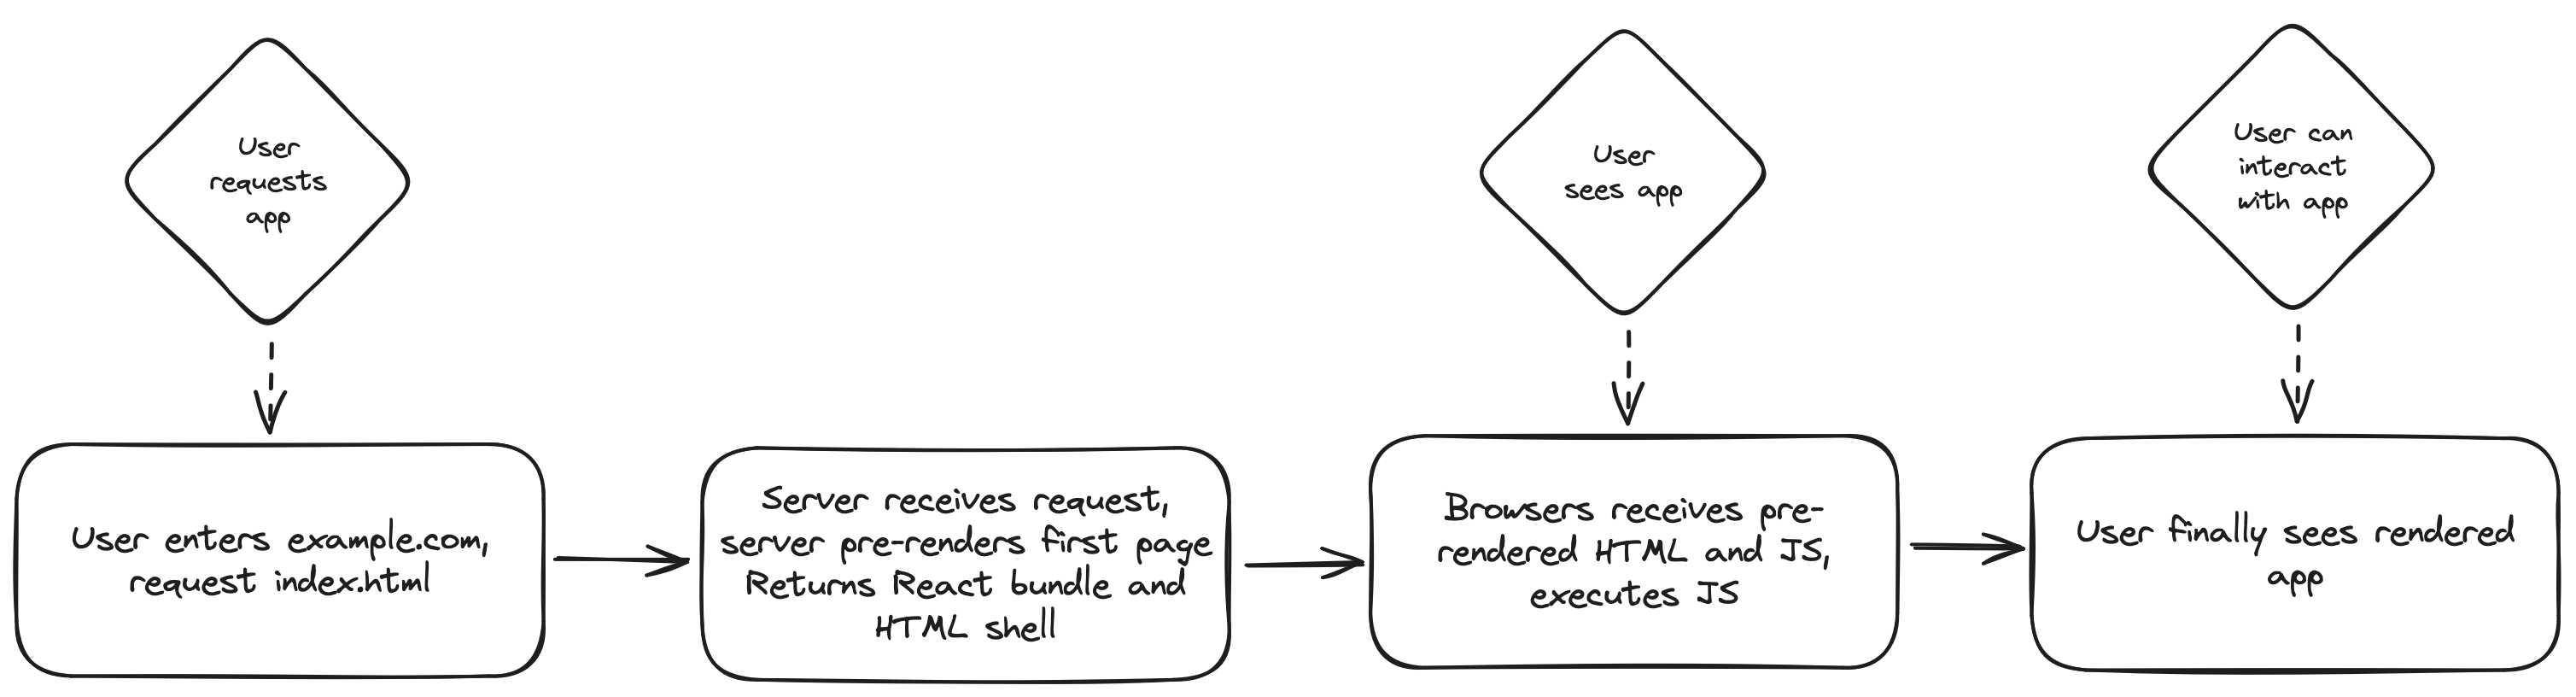 User
requests
app
User
sees app
User can
interact
with app
User enters example.com,
request index.html
Server receives request,
server pre-renders first page
Returns React bundle and
HTML shell
Browsers receives pre-
rendered HTML and JS,
executes JS
User finally sees rendered
app